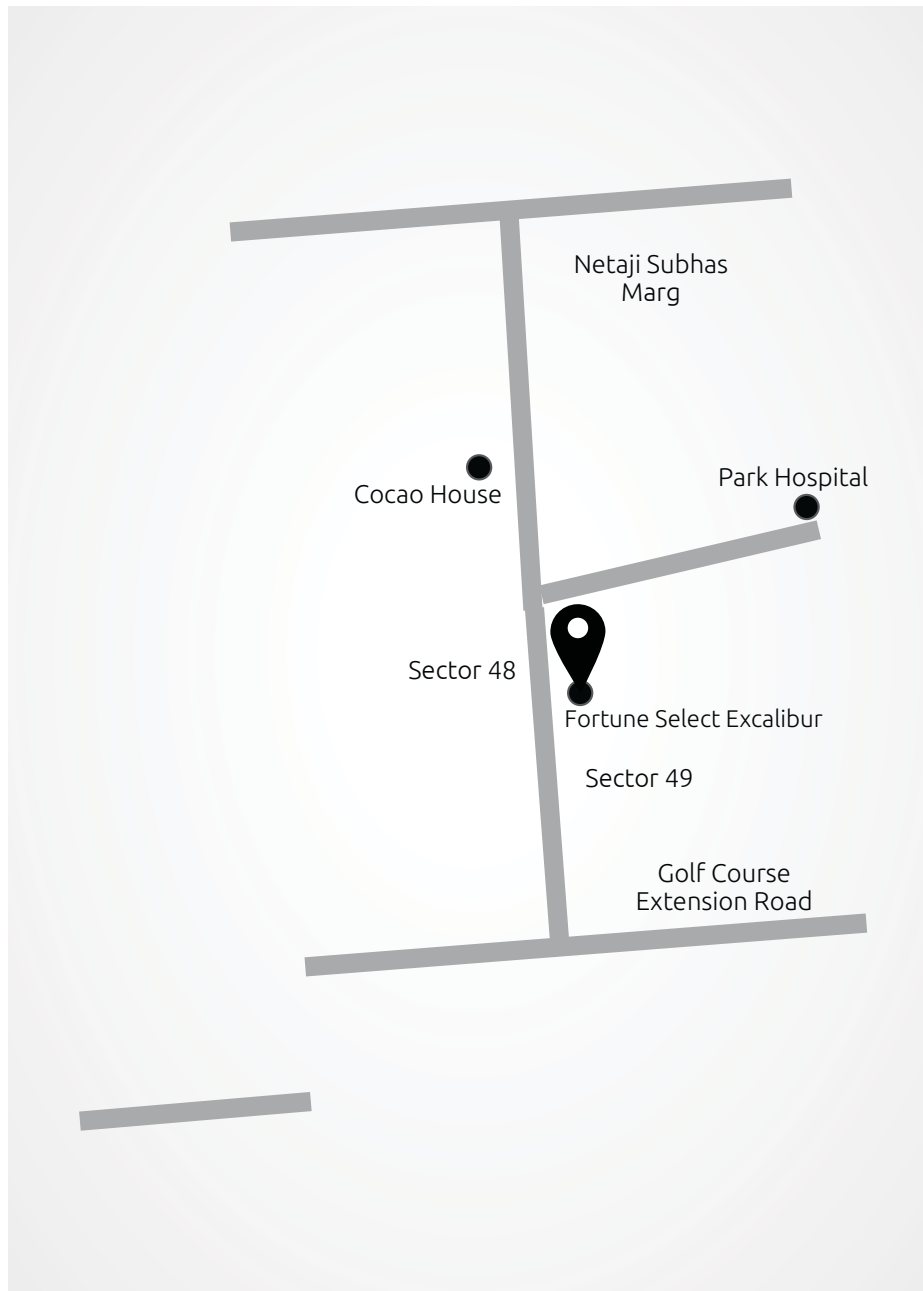 Netaji Subhas
Marg
Park Hospital
Cocao House
Sector 48
Fortune Select Excalibur
Sector 49
Golf Course
Extension Road